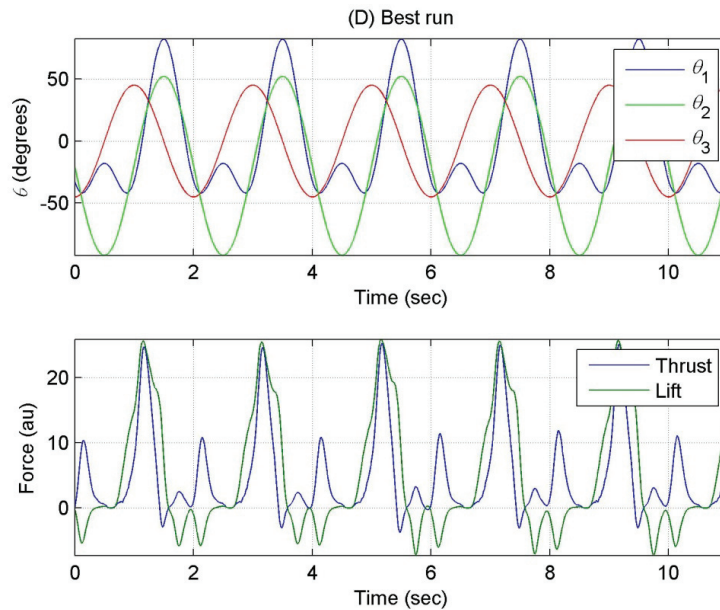 (D) Best run
θ (degrees)
50
0
-50
θ1
θ2
θ3
0 2 4 6 8 10
Time (sec)
Force (au)
20
10
0
Thrust
Lift
0 2 4 6 8 10
Time (sec)